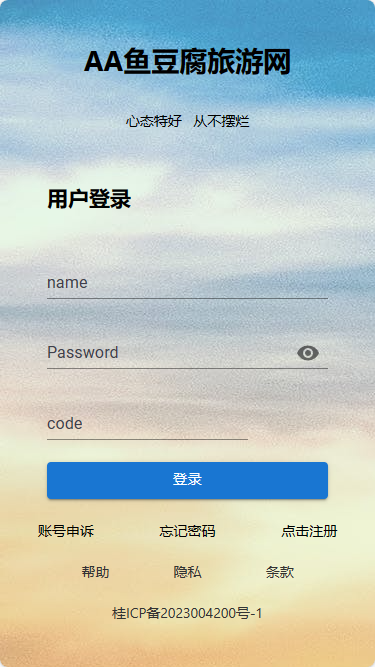 AA鱼豆腐旅游网
心态特好 从不摆烂
用户登录
name
Password
code
登录
账号申诉 忘记密码 点击注册
帮助 隐私 条款
桂ICP备2023004200号-1